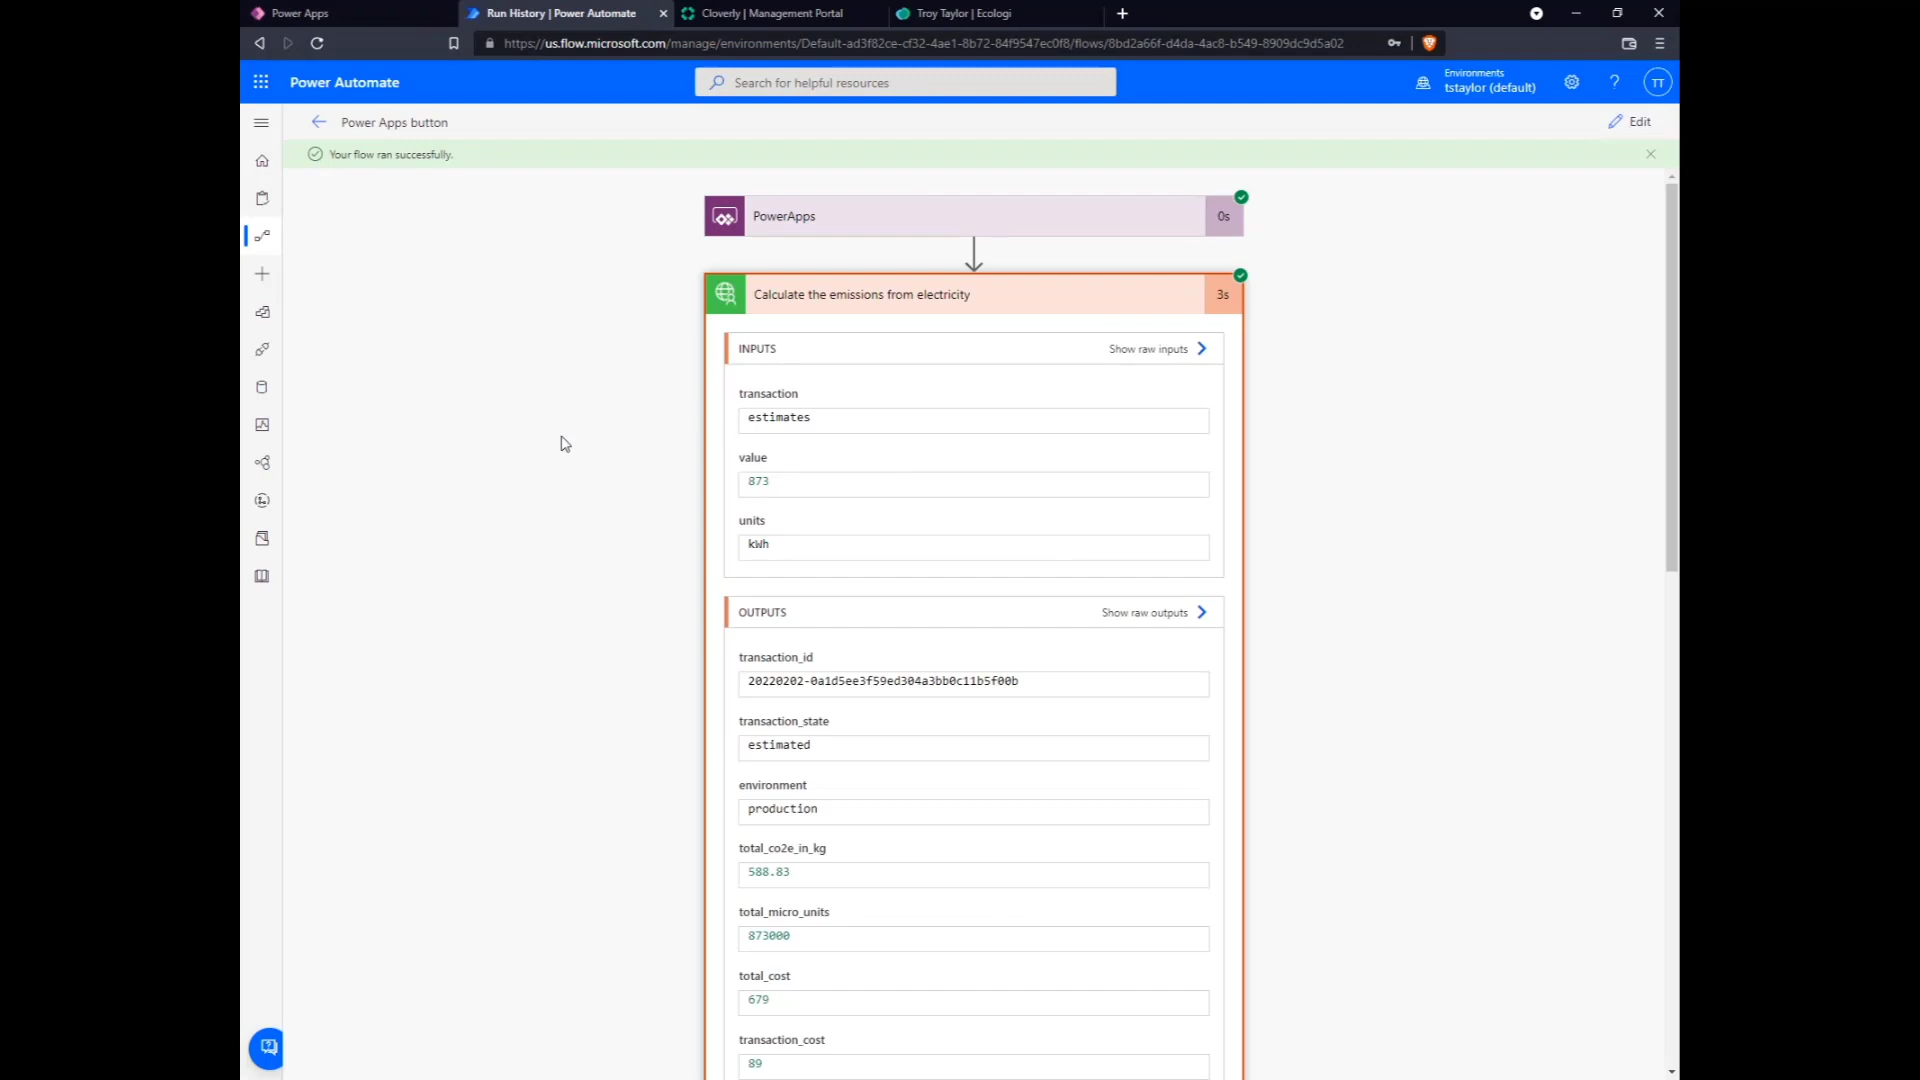 Power Apps
Run History | Power Automate
Cloverly | Management Portal
Troy Taylor | Ecologi
https://us.flow.microsoft.com/manage/environments/Default-ad3f82ce-cf32-4ae1-8b72-84f9547ec0f8/flows/8bd2a66f-d4da-4ac8-b549-8909dc9d5a02
Power Automate
Search for helpful resources
Environments
tstaylor (default)
?
TT
Power Apps button
Edit
Your flow ran successfully.
PowerApps
0s
Calculate the emissions from electricity
3s
INPUTS
Show raw inputs
transaction
estimates
value
873
units
kWh
OUTPUTS
Show raw outputs
transaction_id
20220202-0a1d5ee3f59ed304a3bb0c11b5f00b
transaction_state
estimated
environment
production
total_co2e_in_kg
588.83
total_micro_units
873000
total_cost
679
transaction_cost
89